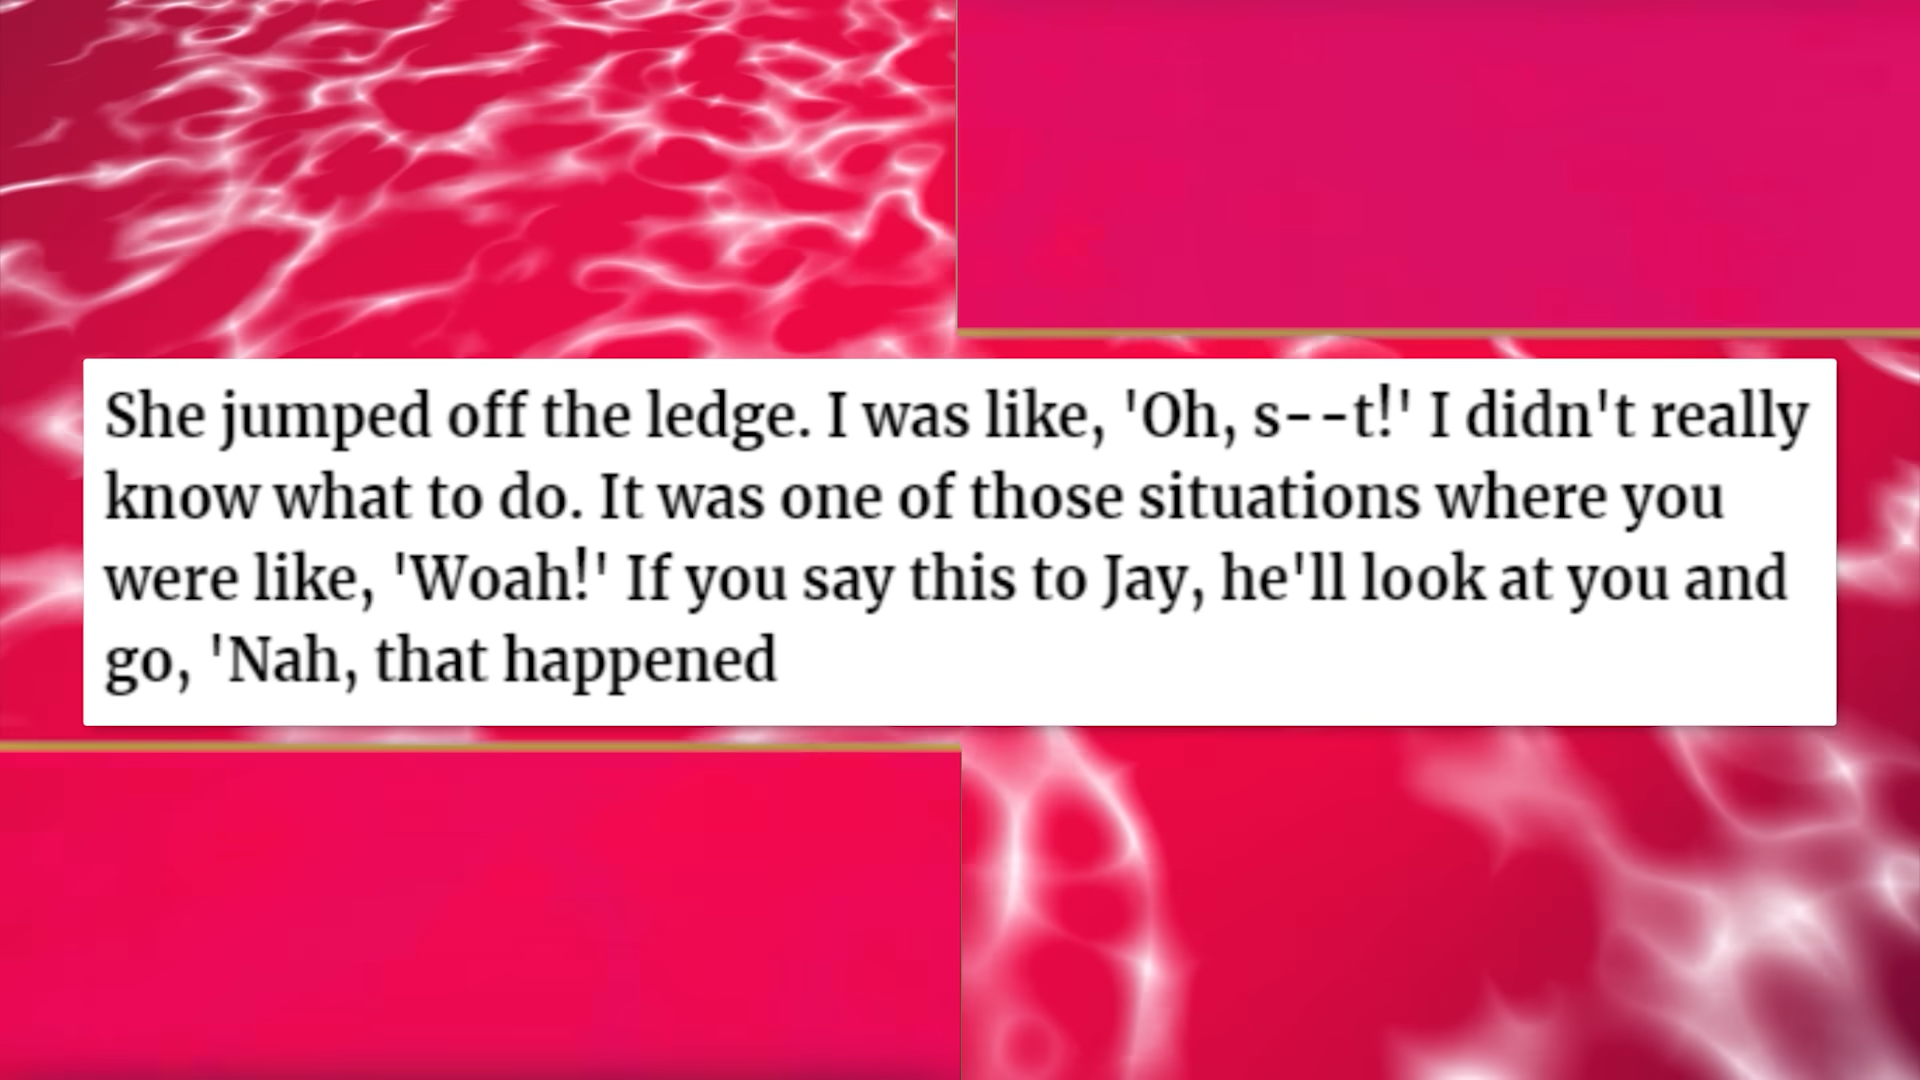 She jumped off the ledge. I was like, 'Oh, s--t!' I didn't really
know what to do. It was one of those situations where you
were like, 'Woah!' If you say this to Jay, he'll look at you and
go, 'Nah, that happened